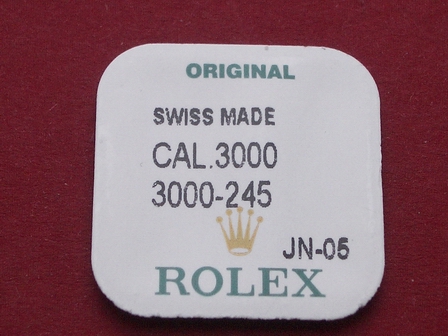 ORIGINAL
SWISS MADE
CAL.3000
3000-245
JN-05
ROLEX